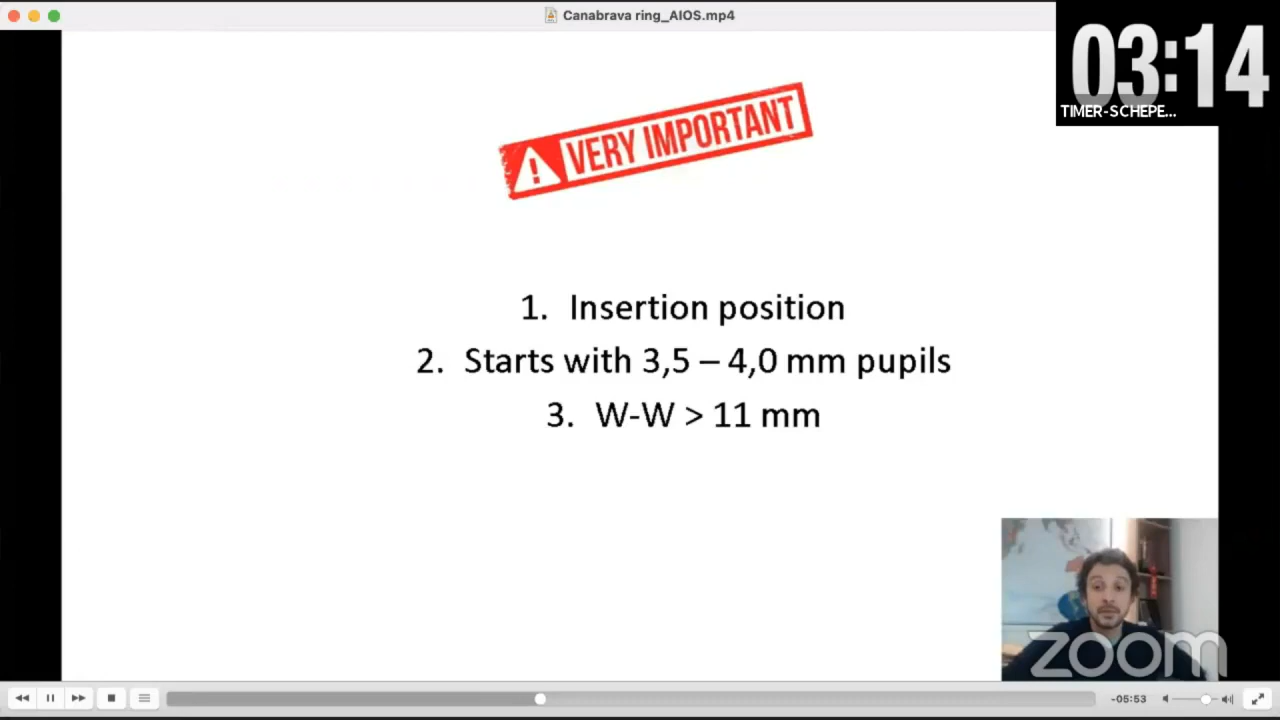 Canabrava ring_AIOS.mp4
03:14
TIMER-SCHEPE...
VERY IMPORTANT
1. Insertion position
2. Starts with 3,5 – 4,0 mm pupils
3. W-W > 11 mm
zoom
-05:53